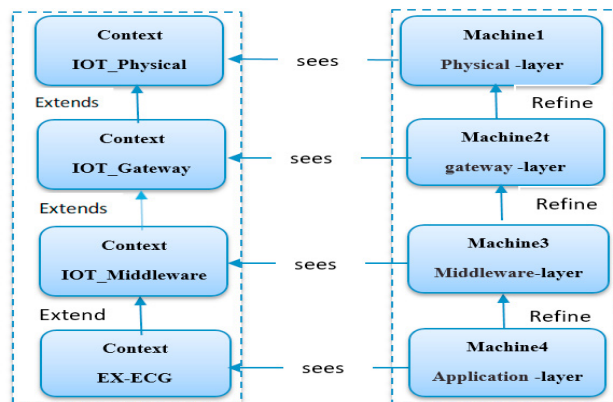 Context
IOT_Physical
sees
Machine1
Physical -layer
Extends
Refine
Context
IOT_Gateway
sees
Machine2t
gateway -layer
Extends
Refine
Context
IOT_Middleware
sees
Machine3
Middleware-layer
Extend
Refine
Context
EX-ECG
sees
Machine4
Application -layer